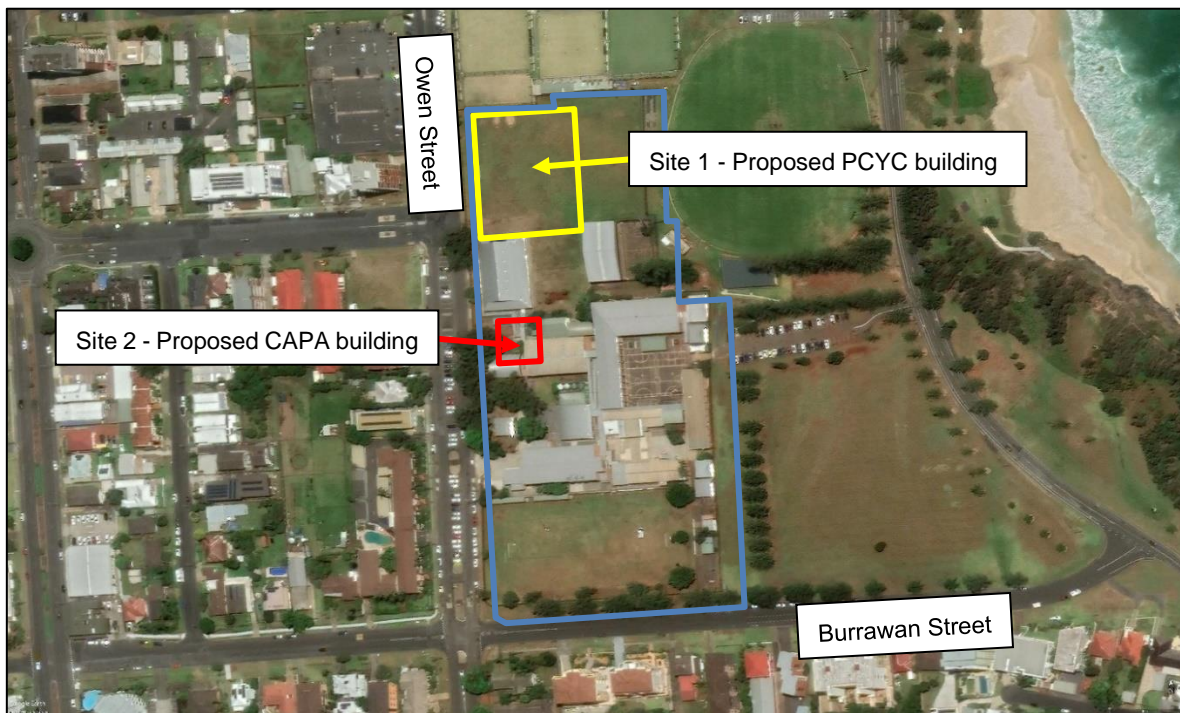 Owen Street
Site 1 - Proposed PCYC building
Site 2 - Proposed CAPA building
Burrawan Street